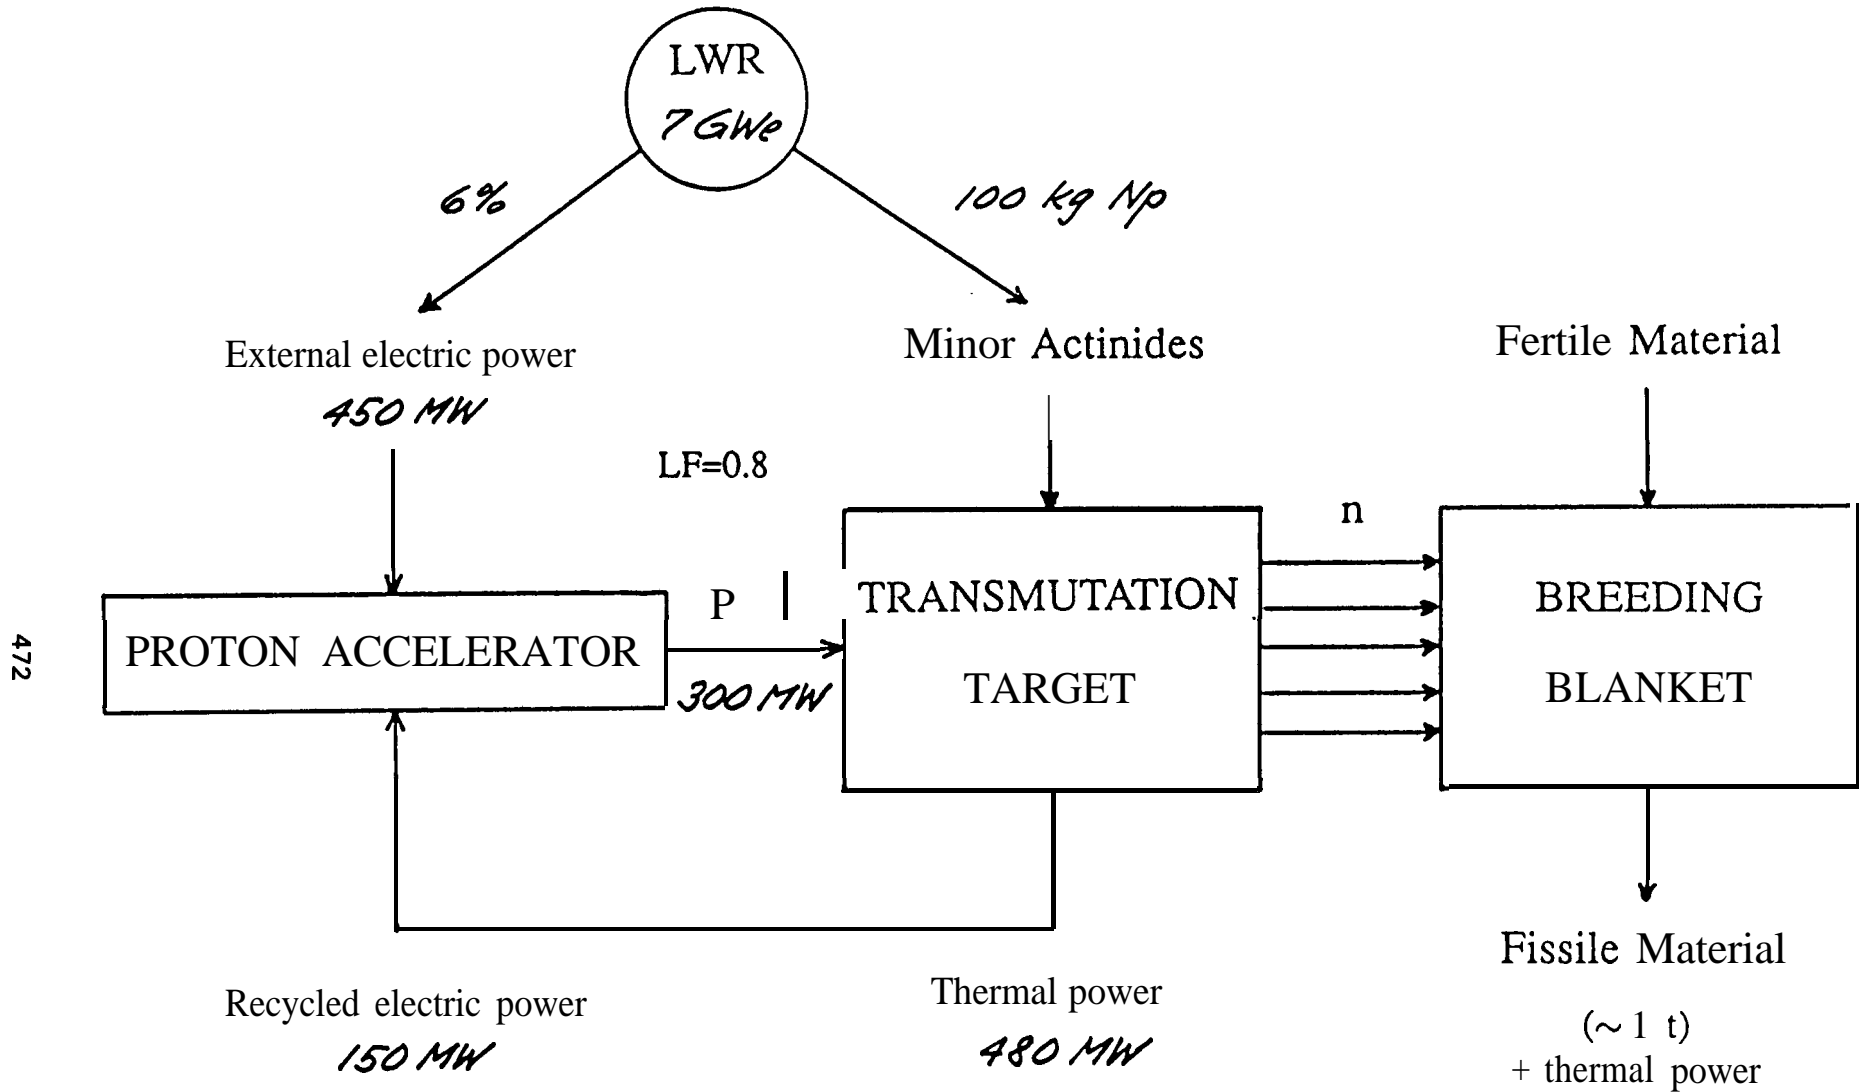 LWR
7 GWe
6%
100 kg Np
External electric power
450 MW
Minor Actinides
Fertile Material
LF=0.8
n
P
PROTON ACCELERATOR
300 MW
TRANSMUTATION
TARGET
BREEDING
BLANKET
472
Recycled electric power
150 MW
Thermal power
480 MW
Fissile Material
(~ 1 t)
+ thermal power